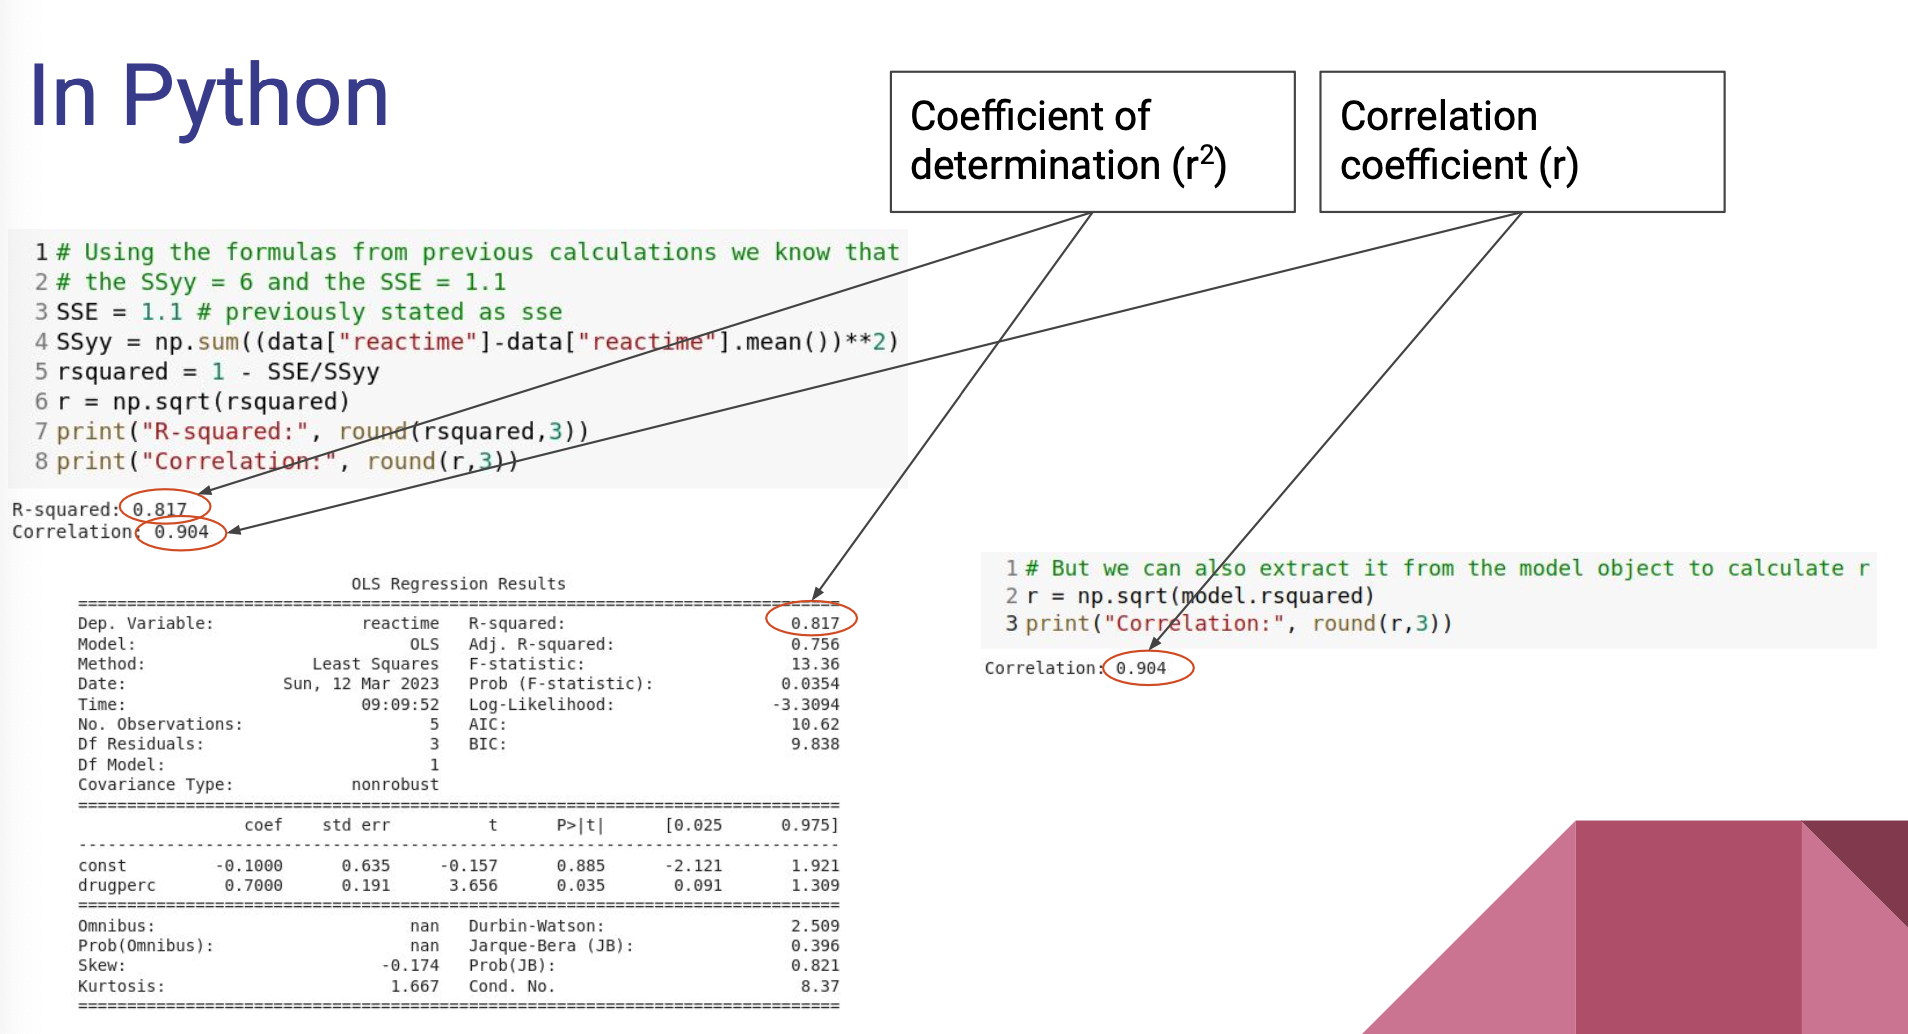 In Python
Coefficient of
determination (r²)
Correlation
coefficient (r)
1 # Using the formulas from previous calculations we know that
2 # the SSyy = 6 and the SSE = 1.1
3 SSE = 1.1 # previously stated as sse
4 SSyy = np.sum((data["reactime"]-data["reactime"].mean())**2)
5 rsquared = 1 - SSE/SSyy
6 r = np.sqrt(rsquared)
7 print("R-squared:", round(rsquared,3))
8 print("Correlation:", round(r,3))
R-squared: 0.817
Correlation: 0.904
OLS Regression Results
==============================================================================
Dep. Variable: reactime R-squared: 0.817
Model: OLS Adj. R-squared: 0.756
Method: Least Squares F-statistic: 13.36
Date: Sun, 12 Mar 2023 Prob (F-statistic): 0.0354
Time: 09:09:52 Log-Likelihood: -3.3094
No. Observations: 5 AIC: 10.62
Df Residuals: 3 BIC: 9.838
Df Model: 1
Covariance Type: nonrobust
==============================================================================
coef std err t P>|t| [0.025 0.975]
------------------------------------------------------------------------------
const -0.1000 0.635 -0.157 0.885 -2.121 1.921
drugperc 0.7000 0.191 3.656 0.035 0.091 1.309
==============================================================================
Omnibus: nan Durbin-Watson: 2.509
Prob(Omnibus): nan Jarque-Bera (JB): 0.396
Skew: -0.174 Prob(JB): 0.821
Kurtosis: 1.667 Cond. No. 8.37
==============================================================================
1 # But we can also extract it from the model object to calculate r
2 r = np.sqrt(model.rsquared)
3 print("Correlation:", round(r,3))
Correlation: 0.904